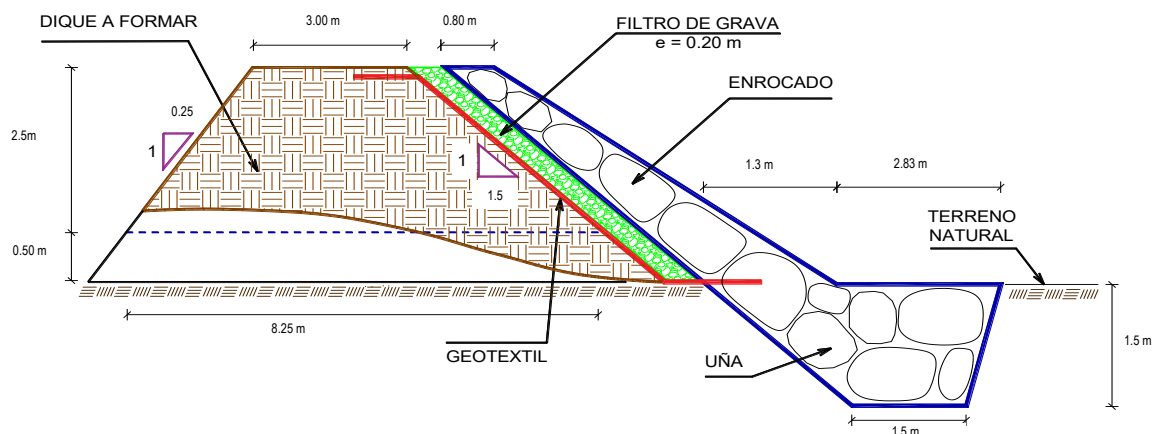 DIQUE A FORMAR
3.00 m
0.80 m
FILTRO DE GRAVA
e = 0.20 m
ENROCADO
0.25
2.5m
1
1
1.5
1.3 m
2.83 m
TERRENO
NATURAL
0.50 m
8.25 m
GEOTEXTIL
UÑA
1.5 m
1.5 m